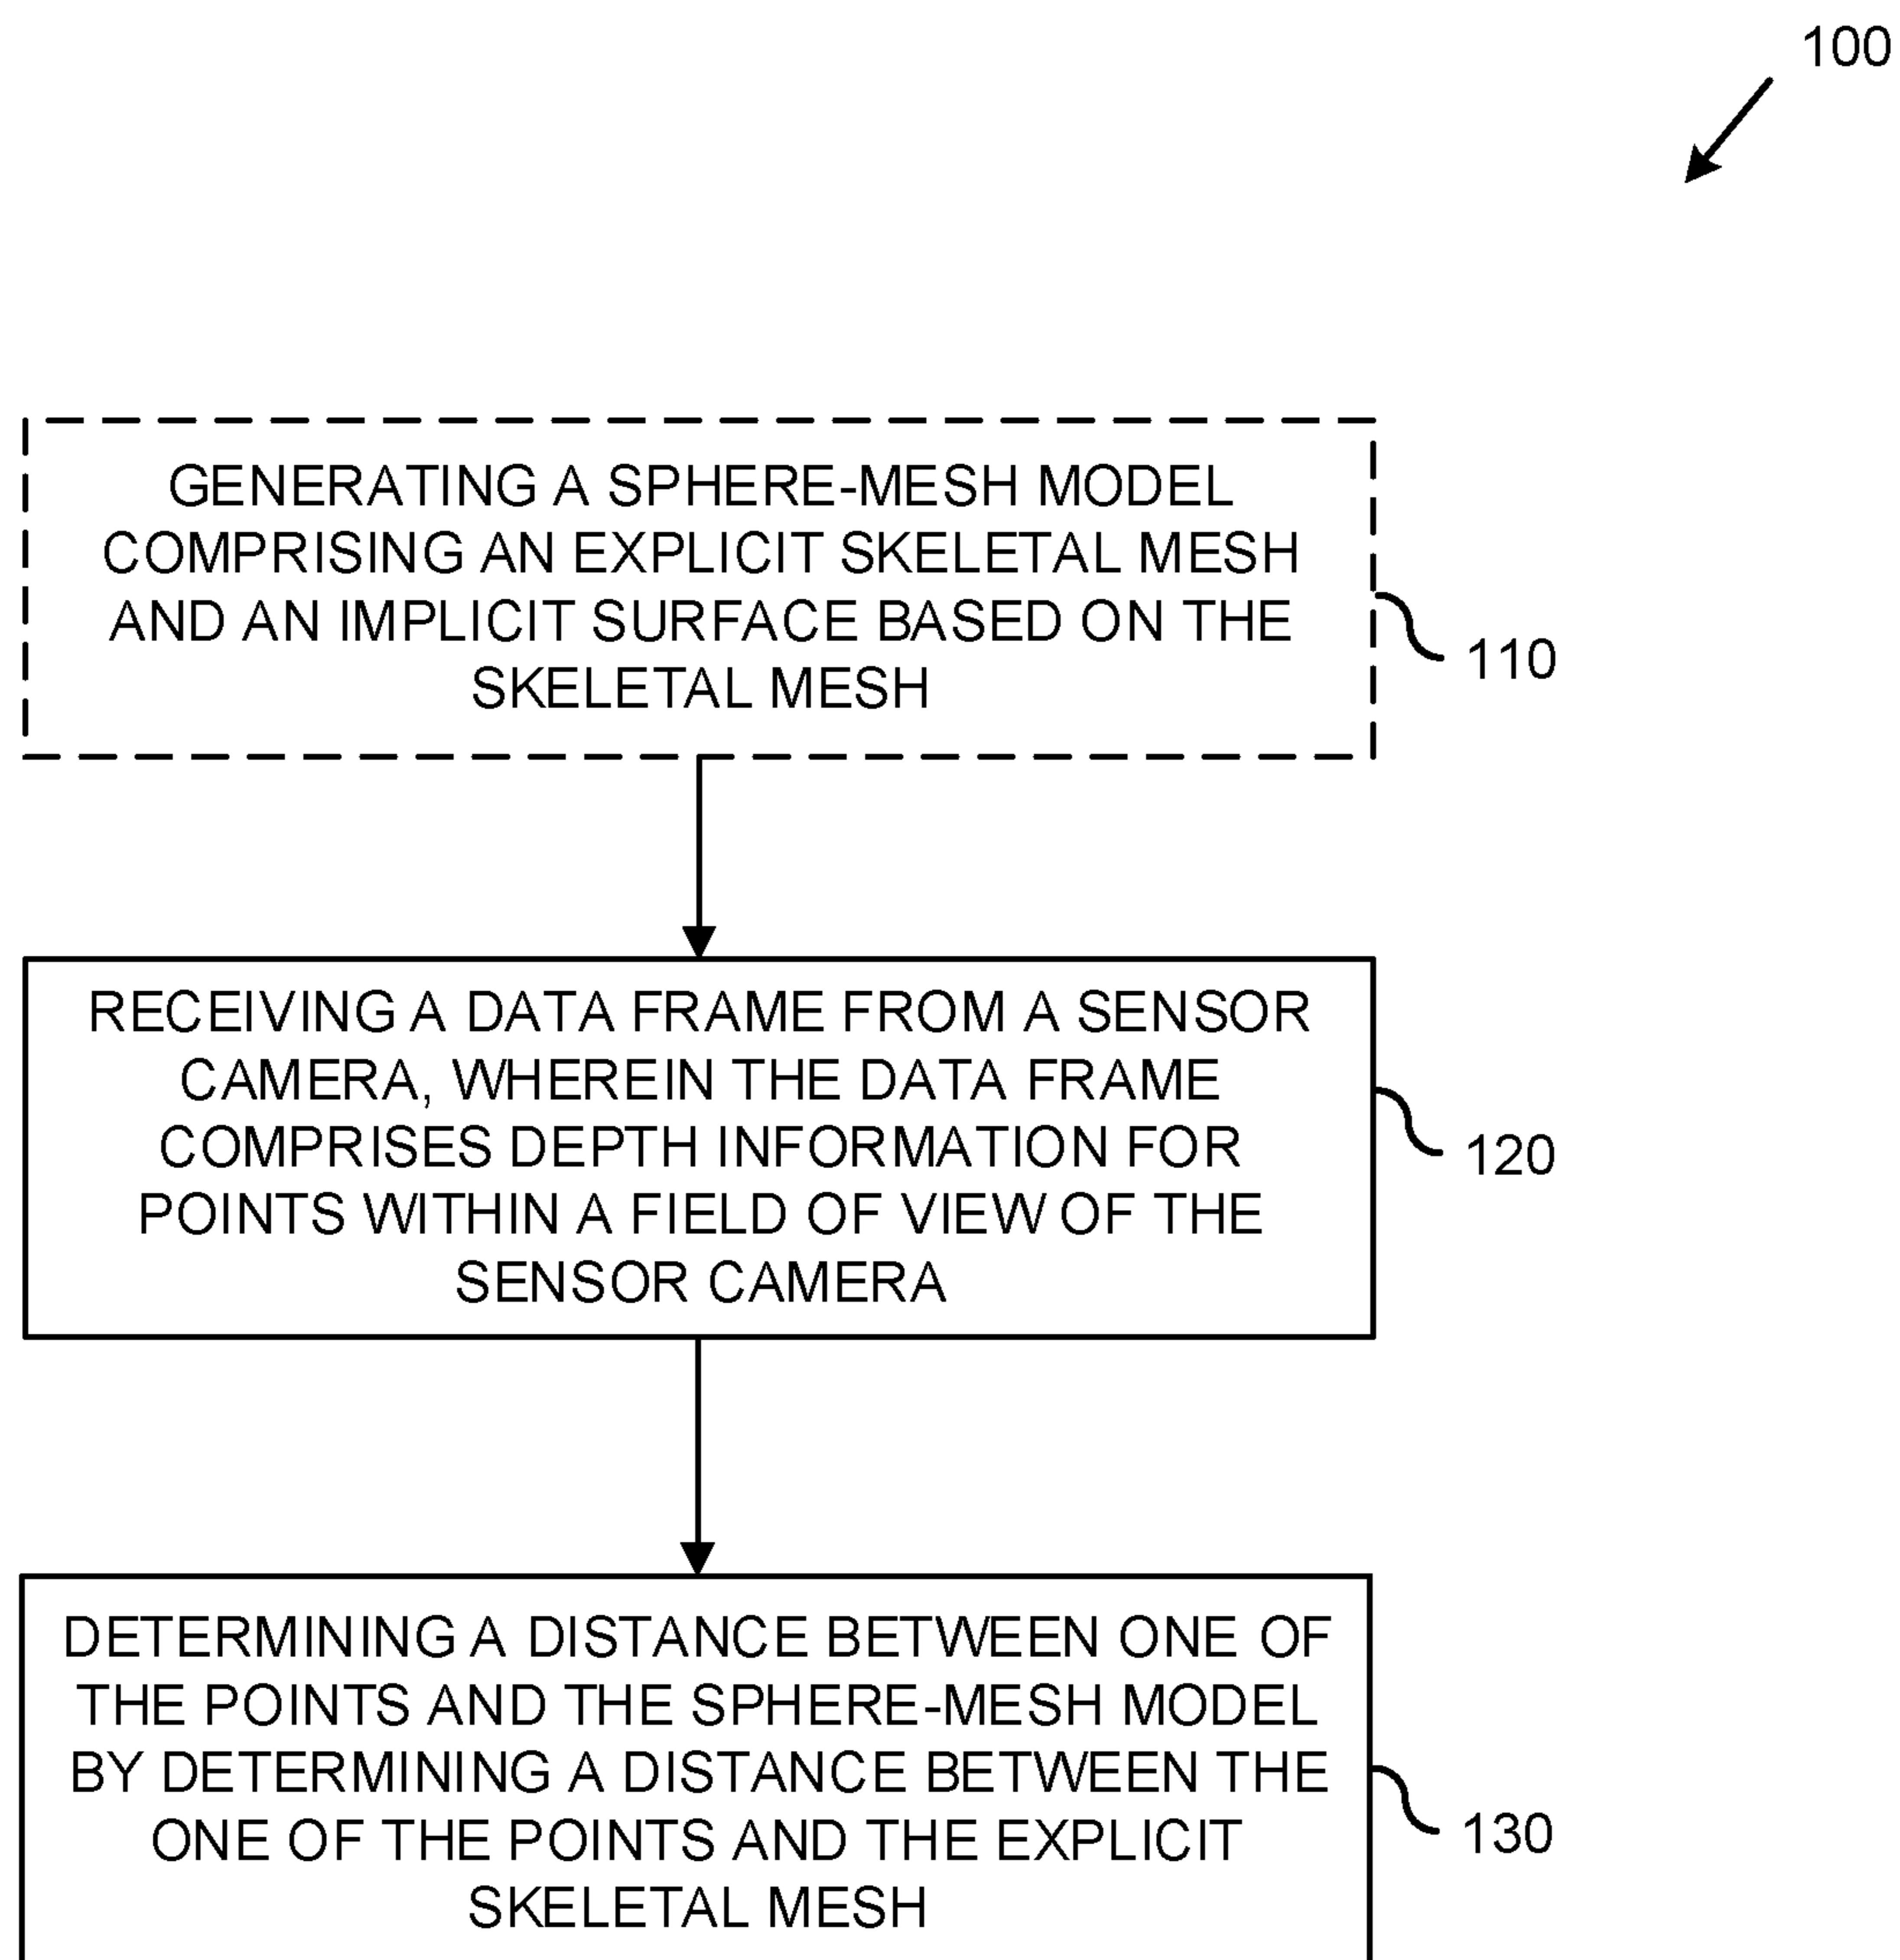 100
GENERATING A SPHERE-MESH MODEL
COMPRISING AN EXPLICIT SKELETAL MESH
AND AN IMPLICIT SURFACE BASED ON THE
SKELETAL MESH
110
RECEIVING A DATA FRAME FROM A SENSOR
CAMERA, WHEREIN THE DATA FRAME
COMPRISES DEPTH INFORMATION FOR
POINTS WITHIN A FIELD OF VIEW OF THE
SENSOR CAMERA
120
DETERMINING A DISTANCE BETWEEN ONE OF
THE POINTS AND THE SPHERE-MESH MODEL
BY DETERMINING A DISTANCE BETWEEN THE
ONE OF THE POINTS AND THE EXPLICIT
SKELETAL MESH
130